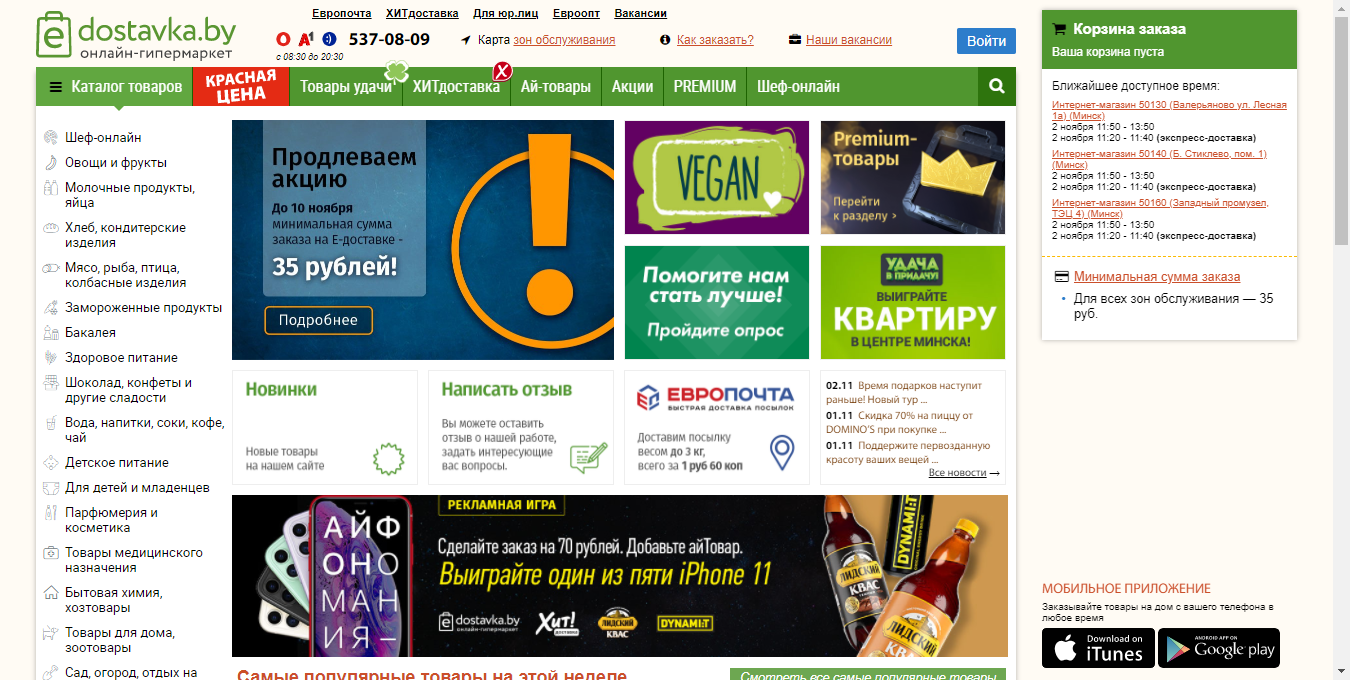 Европочта ХИТдоставка Для юр.лиц Евроопт Вакансии
e dostavka.by
онлайн-гипермаркет
537-08-09
с 08:30 до 20:30
Карта зон обслуживания
Как заказать?
Наши вакансии
Войти
Каталог товаров
КРАСНАЯ
ЦЕНА
Товары удачи
ХИТдоставка
Ай-товары
Акции
PREMIUM
Шеф-онлайн
Шеф-онлайн
Овощи и фрукты
Молочные продукты,
яйца
Хлеб, кондитерские
изделия
Мясо, рыба, птица,
колбасные изделия
Замороженные продукты
Бакалея
Здоровое питание
Шоколад, конфеты и
другие сладости
Вода, напитки, соки, кофе,
чай
Детское питание
Для детей и младенцев
Парфюмерия и
косметика
Товары медицинского
назначения
Бытовая химия,
хозтовары
Товары для дома,
зоотовары
Сад, огород, отдых на
Продлеваем
акцию
До 10 ноября
минимальная сумма
заказа на Е-доставке -
35 рублей!
Подробнее
VEGAN
Premium-
товары
Перейти
к разделу >
Помогите нам
стать лучше!
Пройдите опрос
УДАЧА
В ПРИДАЧУ!
ВЫИГРАЙТЕ
КВАРТИРУ
В ЦЕНТРЕ МИНСКА!
Новинки
Новые товары
на нашем сайте
Написать отзыв
Вы можете оставить
отзыв о нашей работе,
задать интересующие
вас вопросы.
ЕВРОПОЧТА
БЫСТРАЯ ДОСТАВКА ПОСЫЛОК
Доставим посылку
весом до 3 кг,
всего за 1 руб 60 коп
02.11 Время подарков наступит
раньше! Новый тур ...
01.11 Скидка 70% на пиццу от
DOMINO'S при покупке ...
01.11 Поддержите первозданную
красоту ваших вещей ...
Все новости →
АЙФ
ОНО
МАН
ИЯ–
РЕКЛАМНАЯ ИГРА
Сделайте заказ на 70 рублей. Добавьте айТовар.
Выиграйте один из пяти iPhone 11
e dostavka.by
онлайн-гипермаркет
Хит!
доставка
ЛИДСКИЙ
КВАС
DYNAMI:T
ЛИДСКИЙ
КВАС
DYNAMI:T
ЛИДСКИЙ
КВАС
Самые популярные товары на этой неделе
Смотреть все самые популярные товары
Корзина заказа
Ваша корзина пуста
Ближайшее доступное время:
Интернет-магазин 50130 (Валерьяново ул. Лесная
1а) (Минск)
2 ноября 11:50 - 13:50
2 ноября 11:20 - 11:40 (экспресс-доставка)
Интернет-магазин 50140 (Б. Стиклево, пом. 1)
(Минск)
2 ноября 11:50 - 13:50
2 ноября 11:20 - 11:40 (экспресс-доставка)
Интернет-магазин 50160 (Западный промузел,
ТЭЦ 4) (Минск)
2 ноября 11:50 - 13:50
2 ноября 11:20 - 11:40 (экспресс-доставка)
Минимальная сумма заказа
• Для всех зон обслуживания — 35
руб.
МОБИЛЬНОЕ ПРИЛОЖЕНИЕ
Заказывайте товары на дом с вашего телефона в
любое время
Download on
iTunes
ANDROID APP ON
Google play